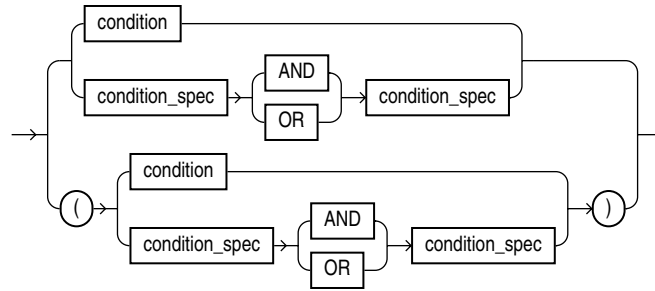 condition
condition_spec AND condition_spec
OR
( condition )
condition_spec AND condition_spec
OR